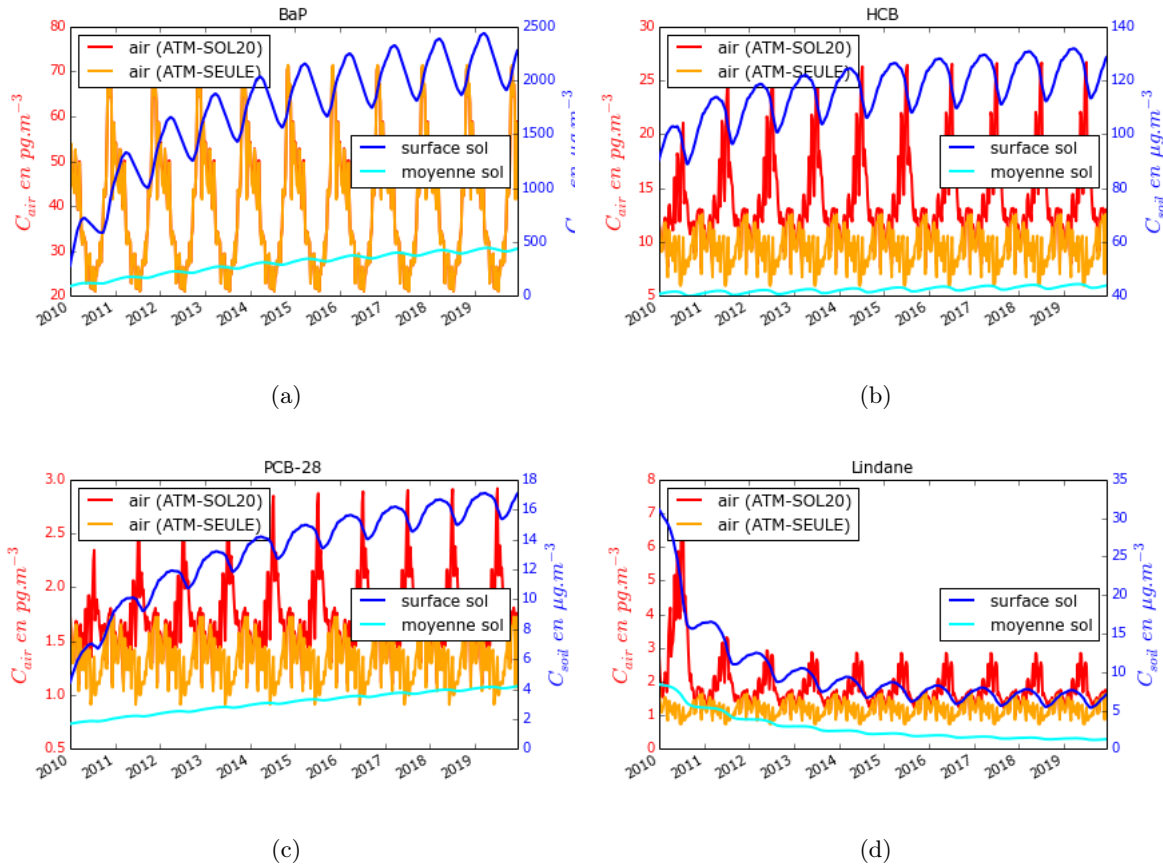 BaP
80
70
60
50
40
30
20
C_air en pg.m^−3
air (ATM-SOL20)
air (ATM-SEULE)
surface sol
moyenne sol
2500
2000
1500
1000
500
0
en µg.m^−3
2010 2011 2012 2013 2014 2015 2016 2017 2018 2019
(a)
HCB
30
25
20
15
10
5
C_air en pg.m^−3
air (ATM-SOL20)
air (ATM-SEULE)
surface sol
moyenne sol
140
120
100
80
60
40
C_soil en µg.m^−3
2010 2011 2012 2013 2014 2015 2016 2017 2018 2019
(b)
PCB-28
3.0
2.5
2.0
1.5
1.0
0.5
C_air en pg.m^−3
air (ATM-SOL20)
air (ATM-SEULE)
surface sol
moyenne sol
18
16
14
12
10
8
6
4
2
0
C_soil en µg.m^−3
2010 2011 2012 2013 2014 2015 2016 2017 2018 2019
(c)
Lindane
8
7
6
5
4
3
2
1
0
C_air en pg.m^−3
air (ATM-SOL20)
air (ATM-SEULE)
surface sol
moyenne sol
35
30
25
20
15
10
5
0
C_soil en µg.m^−3
2010 2011 2012 2013 2014 2015 2016 2017 2018 2019
(d)